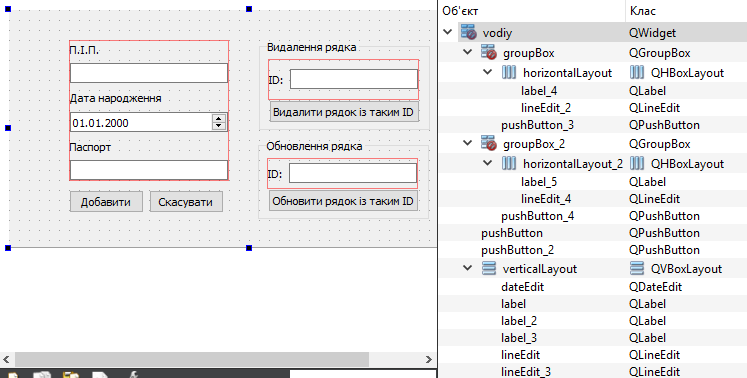 П.І.П.
Дата народження
01.01.2000
Паспорт
Добавити
Скасувати
Видалення рядка
ID:
Видалити рядок із таким ID
Обновлення рядка
ID:
Обновити рядок із таким ID
Об'єкт Клас
vodiy QWidget
groupBox QGroupBox
horizontalLayout QHBoxLayout
label_4 QLabel
lineEdit_2 QLineEdit
pushButton_3 QPushButton
groupBox_2 QGroupBox
horizontalLayout_2 QHBoxLayout
label_5 QLabel
lineEdit_4 QLineEdit
pushButton_4 QPushButton
pushButton QPushButton
pushButton_2 QPushButton
verticalLayout QVBoxLayout
dateEdit QDateEdit
label QLabel
label_2 QLabel
label_3 QLabel
lineEdit QLineEdit
lineEdit_3 QLineEdit